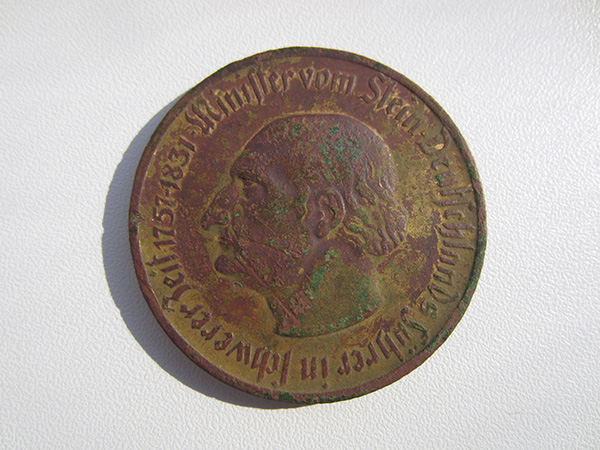 Minister vom Stein · Deutschlands Führer in schwerer Zeit 1757-1831 ·